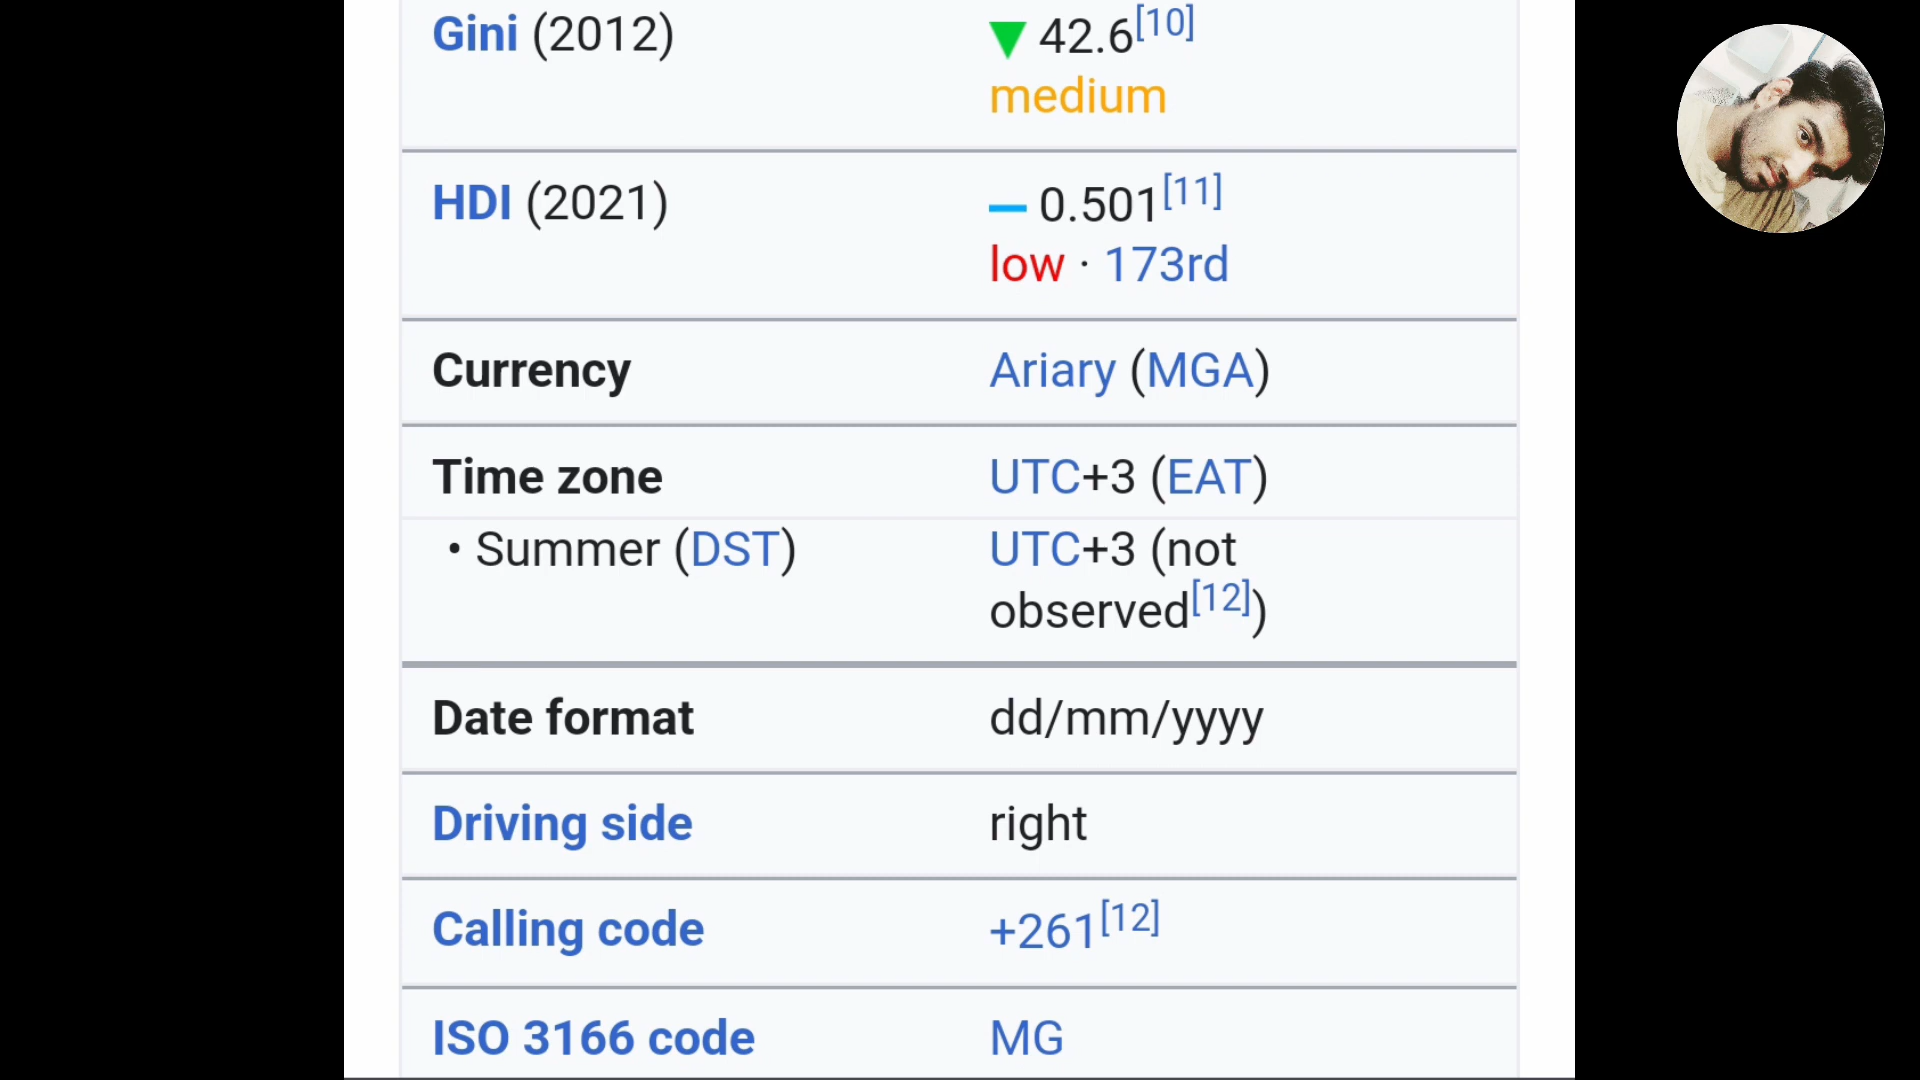 Gini (2012) ▼ 42.6[10]
medium
HDI (2021) 0.501[11]
low · 173rd
Currency Ariary (MGA)
Time zone UTC+3 (EAT)
• Summer (DST) UTC+3 (not
observed[12])
Date format dd/mm/yyyy
Driving side right
Calling code +261[12]
ISO 3166 code MG